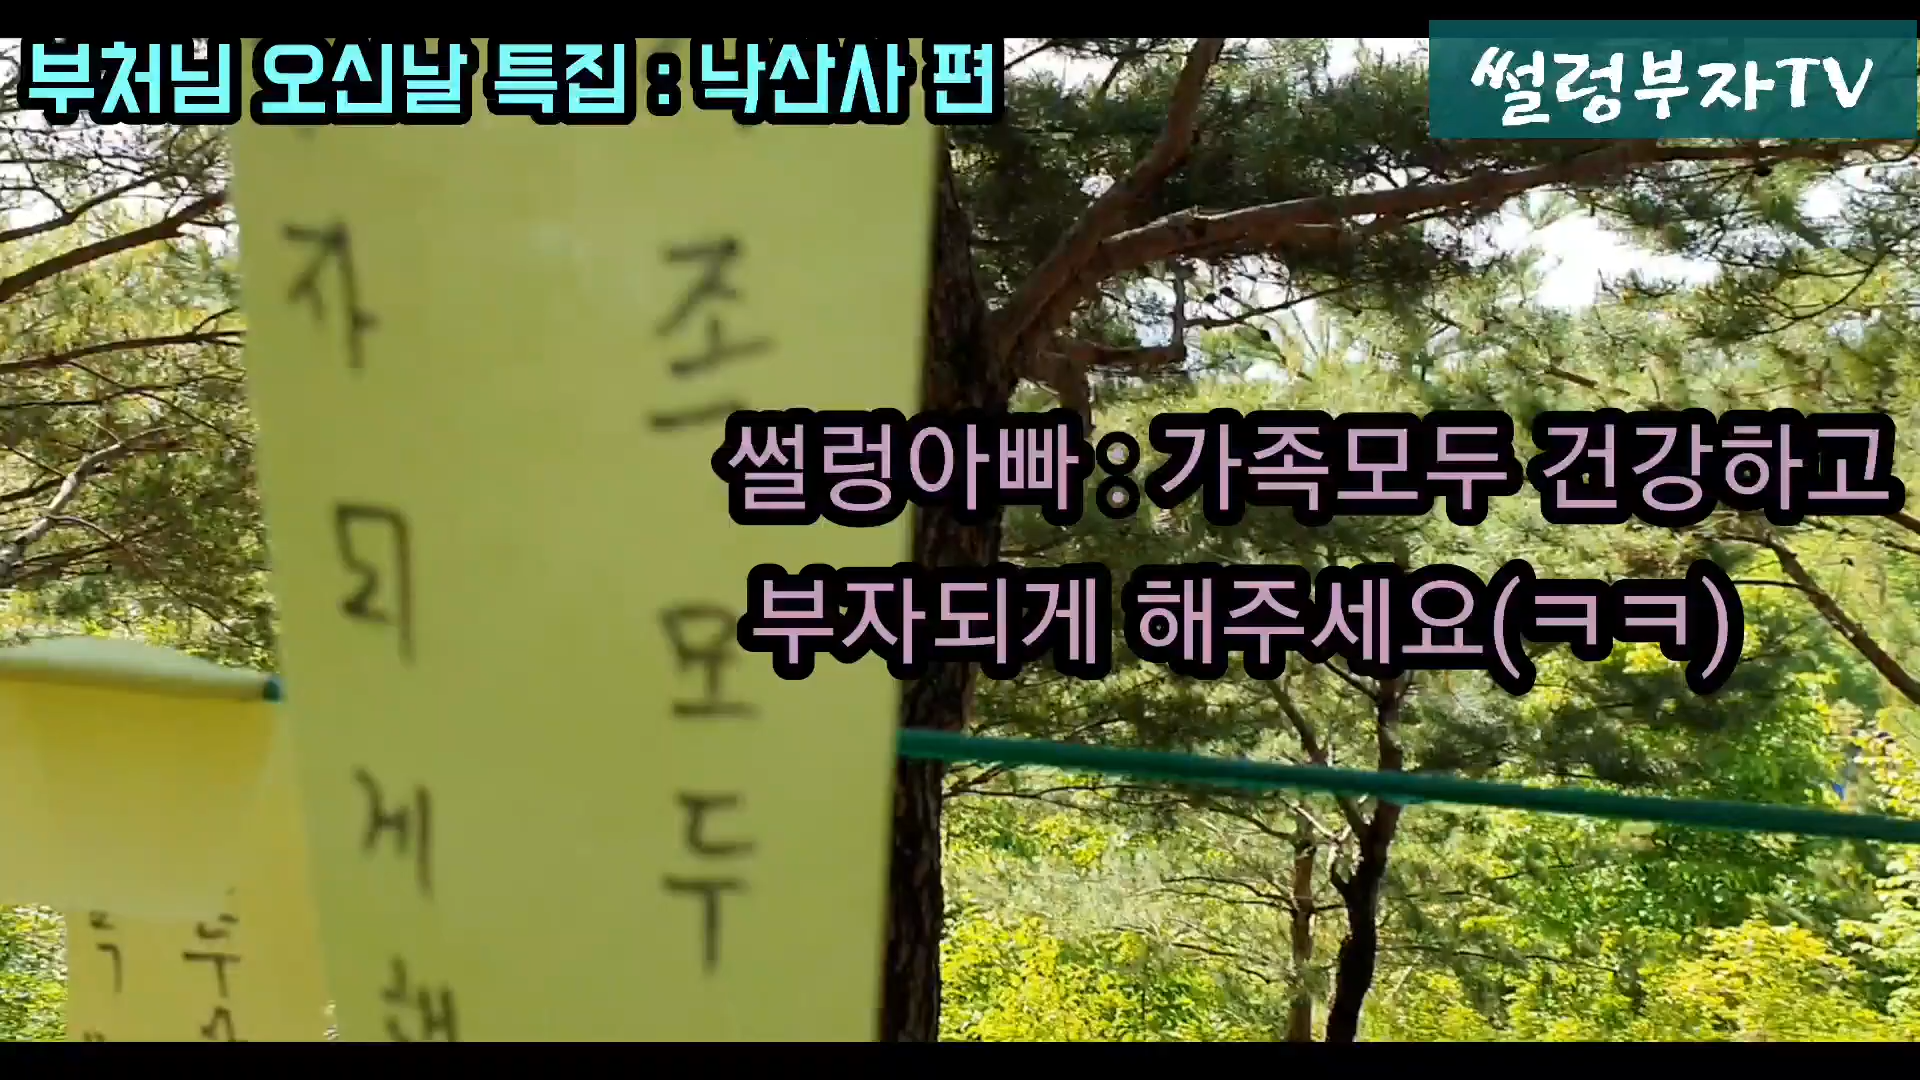 부처님 오신날 특집 : 낙산사 편
썰렁부자TV
썰렁아빠 : 가족모두 건강하고
부자되게 해주세요(ㅋㅋ)
족 모두
자 되게 해